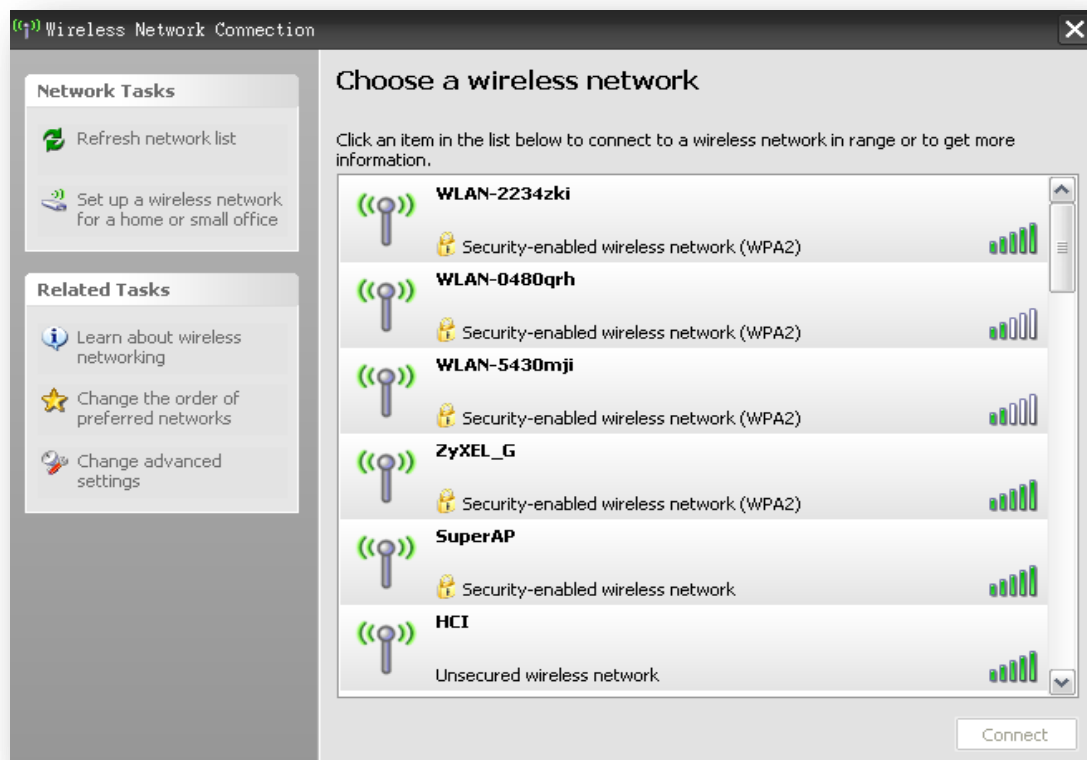 Wireless Network Connection
Network Tasks
Refresh network list
Set up a wireless network
for a home or small office
Related Tasks
Learn about wireless
networking
Change the order of
preferred networks
Change advanced
settings
Choose a wireless network
Click an item in the list below to connect to a wireless network in range or to get more
information.
WLAN-2234zki
Security-enabled wireless network (WPA2)
WLAN-0480qrh
Security-enabled wireless network (WPA2)
WLAN-5430mji
Security-enabled wireless network (WPA2)
ZyXEL_G
Security-enabled wireless network (WPA2)
SuperAP
Security-enabled wireless network
HCI
Unsecured wireless network
Connect